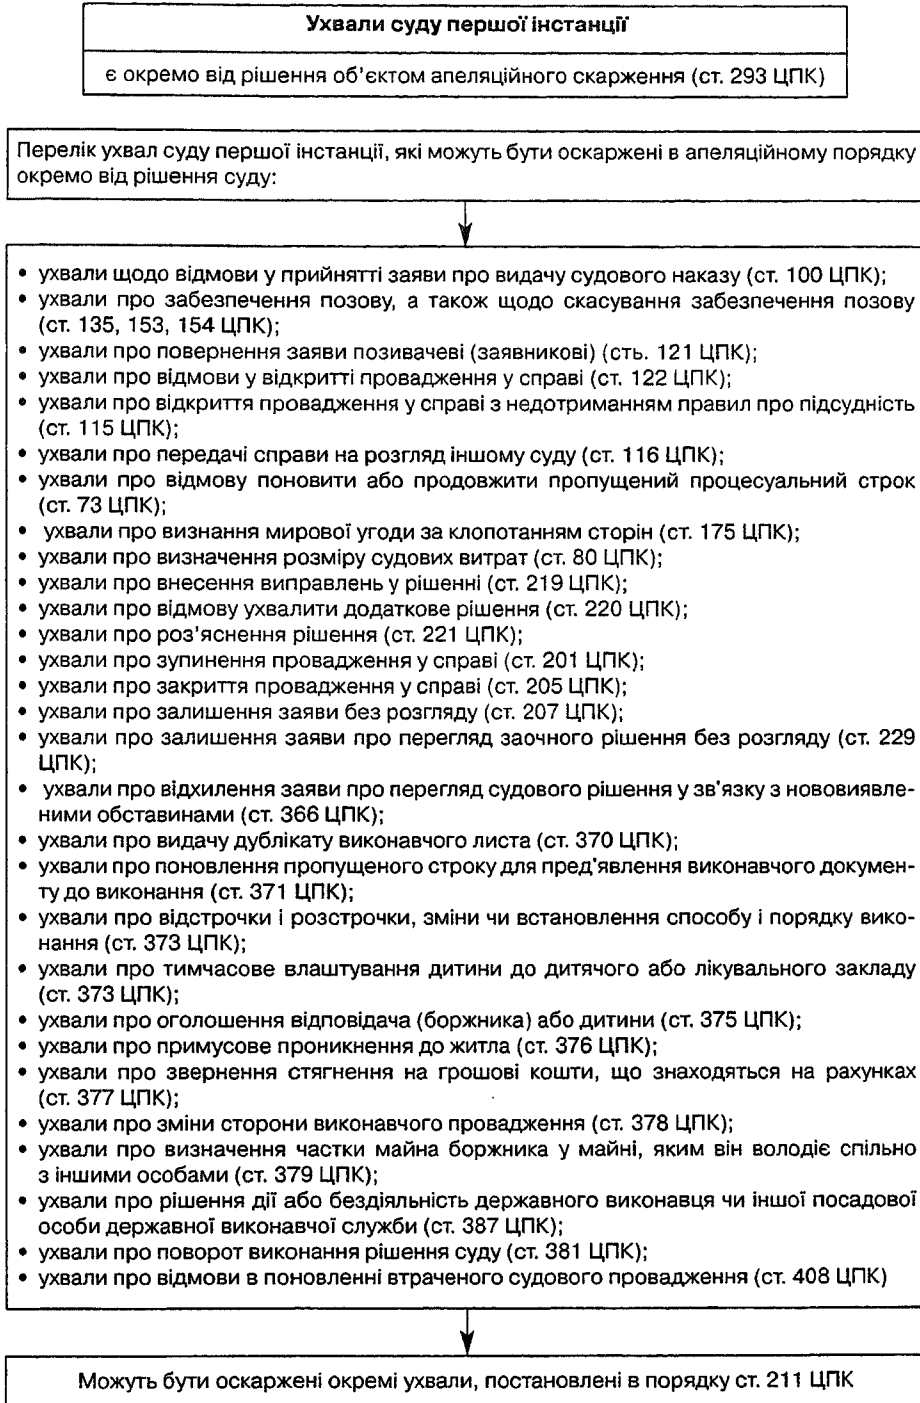 Ухвали суду першої інстанції
є окремо від рішення об’єктом апеляційного скарження (ст. 293 ЦПК)
Перелік ухвал суду першої інстанції, які можуть бути оскаржені в апеляційному порядку
окремо від рішення суду:
• ухвали щодо відмови у прийнятті заяви про видачу судового наказу (ст. 100 ЦПК);
• ухвали про забезпечення позову, а також щодо скасування забезпечення позову
(ст. 135, 153, 154 ЦПК);
• ухвали про повернення заяви позивачеві (заявникові) (сть. 121 ЦПК);
• ухвали про відмови у відкритті провадження у справі (ст. 122 ЦПК);
• ухвали про відкриття провадження у справі з недотриманням правил про підсудність
(ст. 115 ЦПК);
• ухвали про передачі справи на розгляд іншому суду (ст. 116 ЦПК);
• ухвали про відмову поновити або продовжити пропущений процесуальний строк
(ст. 73 ЦПК);
• ухвали про визнання мирової угоди за клопотанням сторін (ст. 175 ЦПК);
• ухвали про визначення розміру судових витрат (ст. 80 ЦПК);
• ухвали про внесення виправлень у рішенні (ст. 219 ЦПК);
• ухвали про відмову ухвалити додаткове рішення (ст. 220 ЦПК);
• ухвали про роз'яснення рішення (ст. 221 ЦПК);
• ухвали про зупинення провадження у справі (ст. 201 ЦПК);
• ухвали про закриття провадження у справі (ст. 205 ЦПК);
• ухвали про залишення заяви без розгляду (ст. 207 ЦПК);
• ухвали про залишення заяви про перегляд заочного рішення без розгляду (ст. 229
ЦПК);
• ухвали про відхилення заяви про перегляд судового рішення у зв'язку з нововиявле-
ними обставинами (ст. 366 ЦПК);
• ухвали про видачу дублікату виконавчого листа (ст. 370 ЦПК);
• ухвали про поновлення пропущеного строку для пред'явлення виконавчого докумен-
ту до виконання (ст. 371 ЦПК);
• ухвали про відстрочки і розстрочки, зміни чи встановлення способу і порядку вико-
нання (ст. 373 ЦПК);
• ухвали про тимчасове влаштування дитини до дитячого або лікувального закладу
(ст. 373 ЦПК);
• ухвали про оголошення відповідача (боржника) або дитини (ст. 375 ЦПК);
• ухвали про примусове проникнення до житла (ст. 376 ЦПК);
• ухвали про звернення стягнення на грошові кошти, що знаходяться на рахунках
(ст. 377 ЦПК);
• ухвали про зміни сторони виконавчого провадження (ст. 378 ЦПК);
• ухвали про визначення частки майна боржника у майні, яким він володіє спільно
з іншими особами (ст. 379 ЦПК);
• ухвали про рішення дії або бездіяльність державного виконавця чи іншої посадової
особи державної виконавчої служби (ст. 387 ЦПК);
• ухвали про поворот виконання рішення суду (ст. 381 ЦПК);
• ухвали про відмови в поновленні втраченого судового провадження (ст. 408 ЦПК)
Можуть бути оскаржені окремі ухвали, постановлені в порядку ст. 211 ЦПК